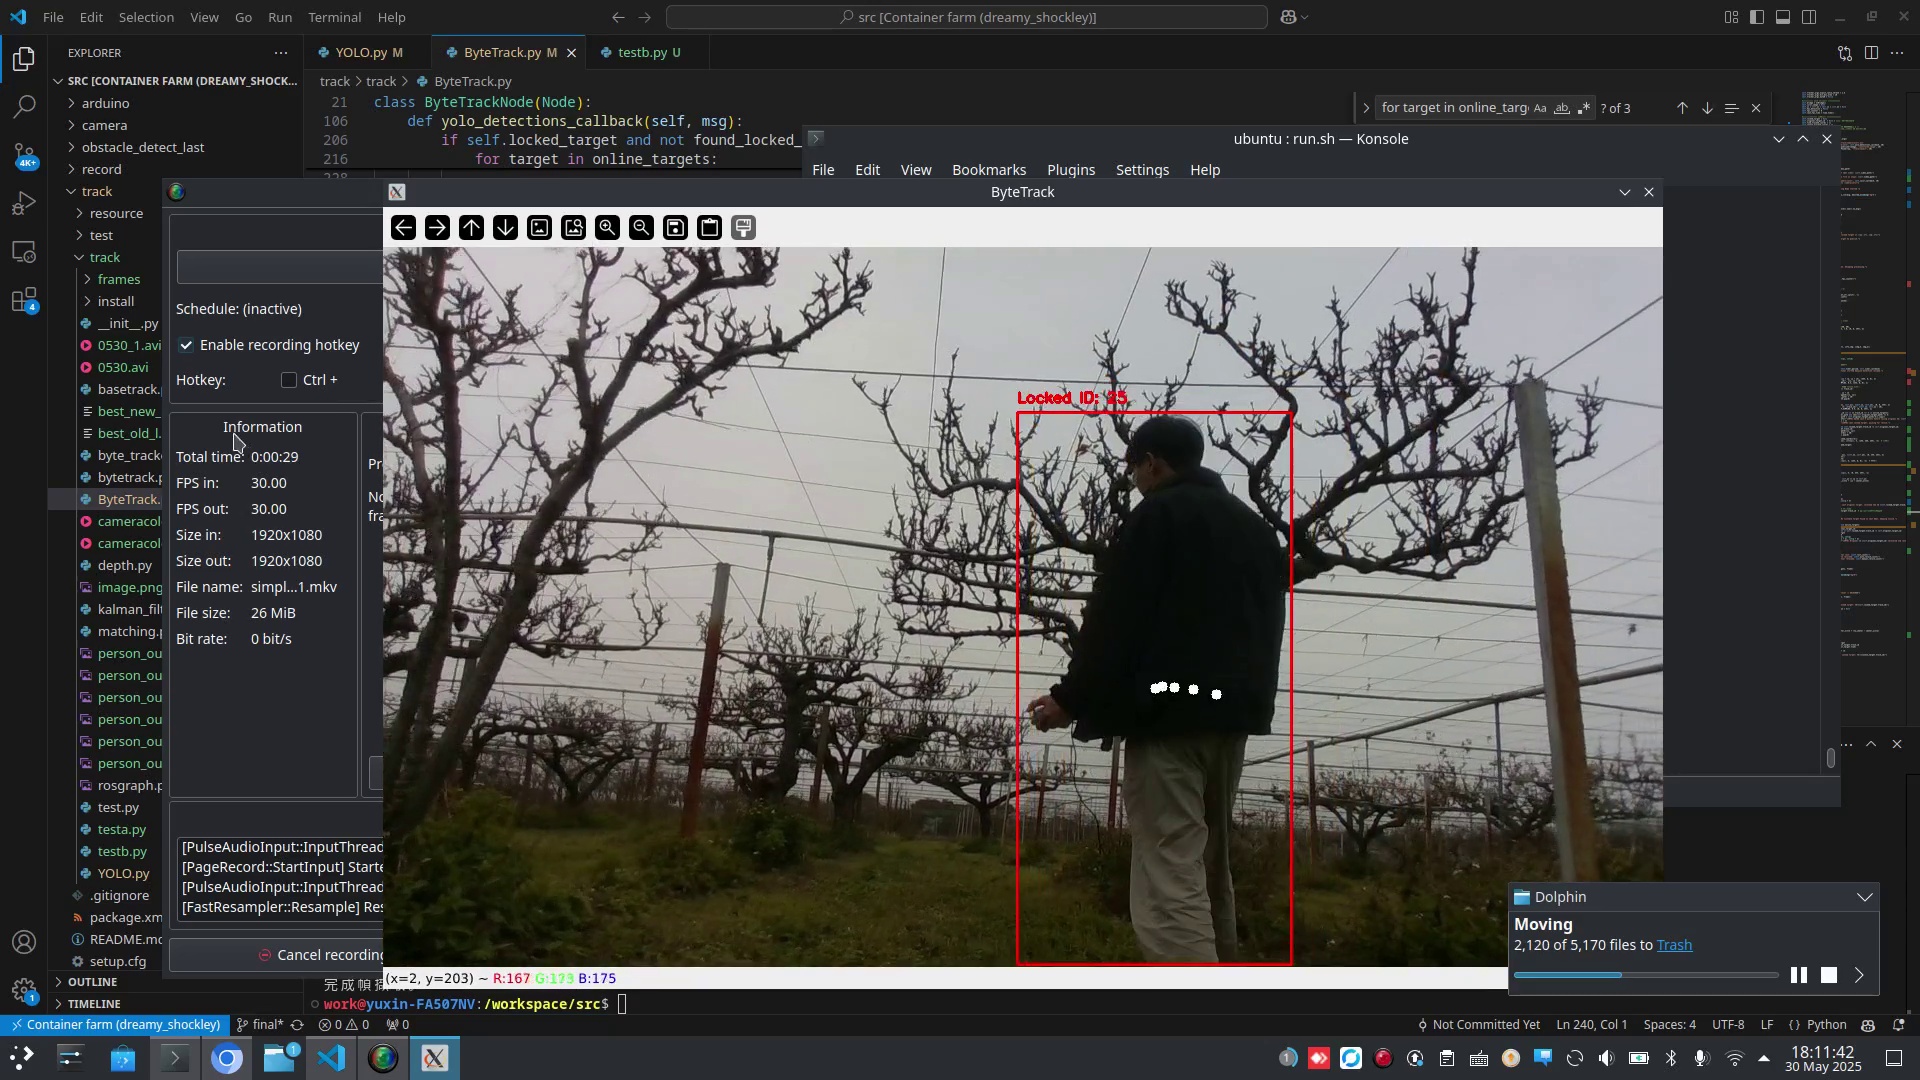 File Edit Selection View Go Run Terminal Help
src [Container farm (dreamy_shockley)]
EXPLORER
YOLO.py M
ByteTrack.py M
testb.py U
SRC [CONTAINER FARM (DREAMY_SHOCK...
track > track > ByteTrack.py
21 class ByteTrackNode(Node):
106 def yolo_detections_callback(self, msg):
206 if self.locked_target and not found_locked_
216 for target in online_targets:
for target in online_targ
Aa ab
? of 3
arduino
camera
obstacle_detect_last
record
track
resource
test
track
frames
install
__init__.py
0530_1.avi
0530.avi
basetrack.
best_new_
best_old_l.
byte_track
bytetrack.p
ByteTrack.
cameracol
cameracol
depth.py
image.png
kalman_filt
matching.p
person_ou
person_ou
person_ou
person_ou
person_ou
person_ou
rosgraph.p
test.py
testa.py
testb.py
YOLO.py
.gitignore
package.xm
README.md
setup.cfg
OUTLINE
TIMELINE
4K+
4
1
ubuntu : run.sh — Konsole
File Edit View Bookmarks Plugins Settings Help
ByteTrack
Schedule: (inactive)
Enable recording hotkey
Hotkey: Ctrl +
Information
Total time: 0:00:29
FPS in: 30.00
FPS out: 30.00
Size in: 1920x1080
Size out: 1920x1080
File name: simpl...1.mkv
File size: 26 MiB
Bit rate: 0 bit/s
Pr
No
fra
[PulseAudioInput::InputThread
[PageRecord::StartInput] Starte
[PulseAudioInput::InputThread
[FastResampler::Resample] Res
Cancel recording
Locked ID: 25
(x=2, y=203) ~ R:167 G:173 B:175
work@yuxin-FA507NV:/workspace/src$
Dolphin
Moving
2,120 of 5,170 files to Trash
Container farm (dreamy_shockley)
final*
0 0
0
Not Committed Yet
Ln 240, Col 1
Spaces: 4
UTF-8
LF
{ } Python
1
1
18:11:42
30 May 2025